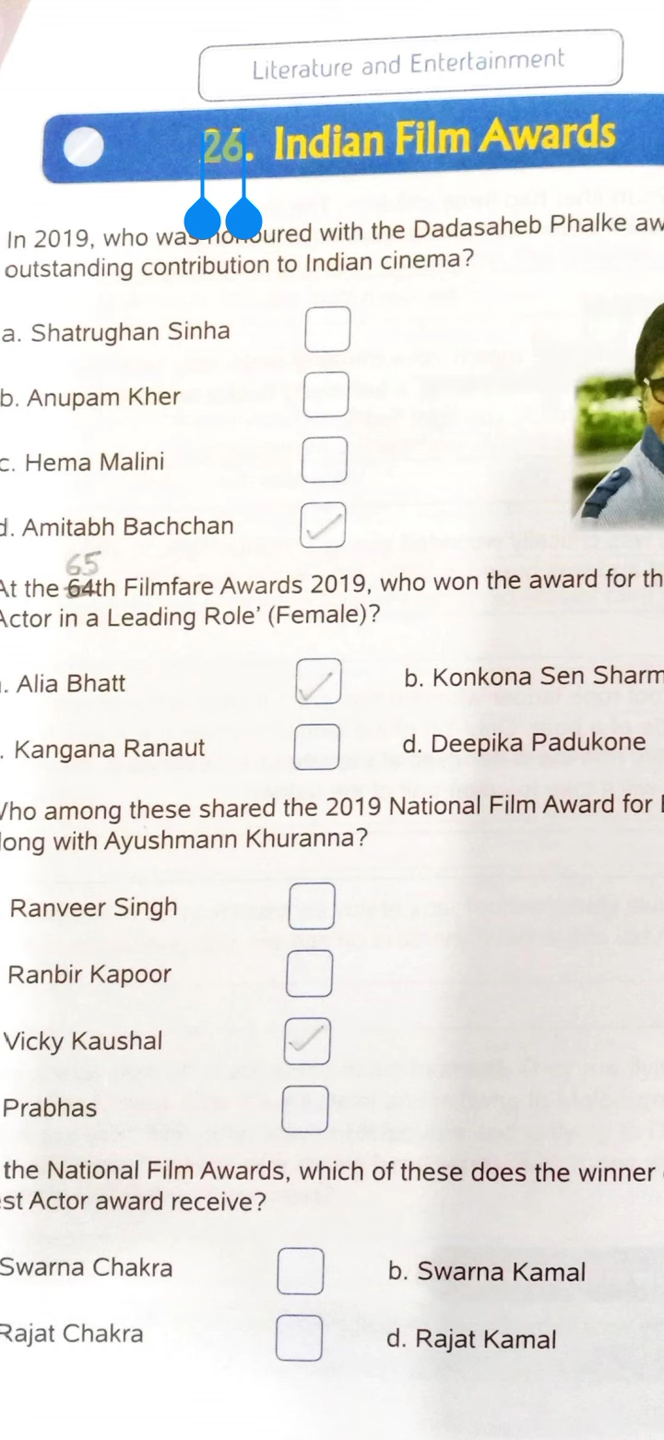 Literature and Entertainment
26. Indian Film Awards
In 2019, who was honoured with the Dadasaheb Phalke aw
outstanding contribution to Indian cinema?
a. Shatrughan Sinha
b. Anupam Kher
c. Hema Malini
d. Amitabh Bachchan
65
At the 64th Filmfare Awards 2019, who won the award for th
Actor in a Leading Role' (Female)?
. Alia Bhatt
b. Konkona Sen Sharm
. Kangana Ranaut
d. Deepika Padukone
Who among these shared the 2019 National Film Award for
long with Ayushmann Khuranna?
Ranveer Singh
Ranbir Kapoor
Vicky Kaushal
Prabhas
the National Film Awards, which of these does the winner
est Actor award receive?
Swarna Chakra
b. Swarna Kamal
Rajat Chakra
d. Rajat Kamal